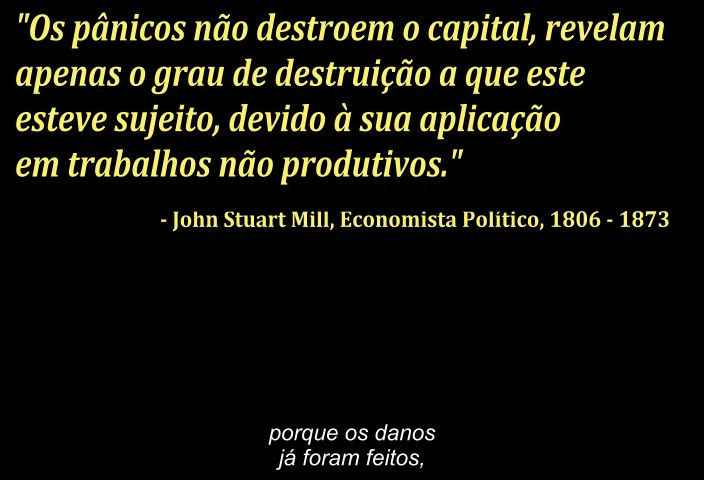 "Os pânicos não destroem o capital, revelam
apenas o grau de destruição a que este
esteve sujeito, devido à sua aplicação
em trabalhos não produtivos."
- John Stuart Mill, Economista Político, 1806 - 1873
porque os danos
já foram feitos,